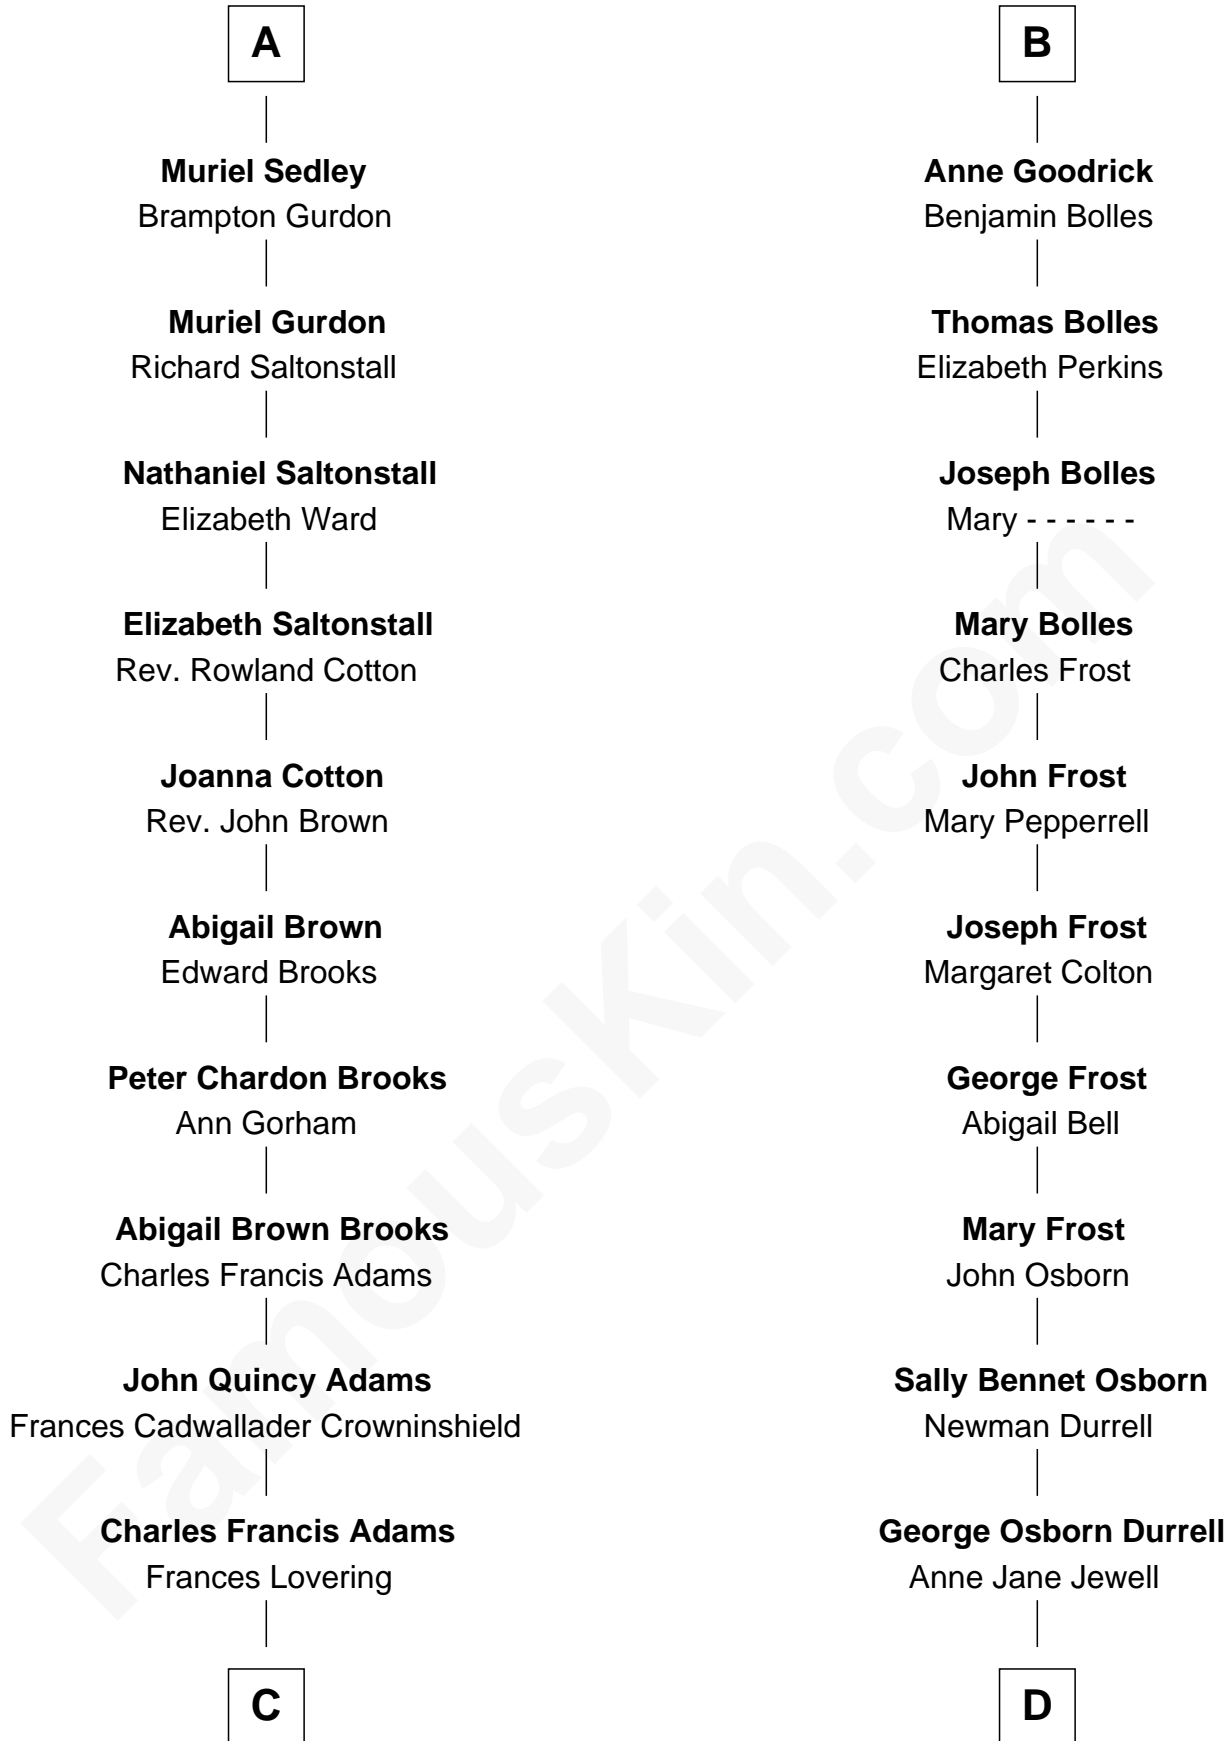 A
Muriel Sedley
Brampton Gurdon
Muriel Gurdon
Richard Saltonstall
Nathaniel Saltonstall
Elizabeth Ward
Elizabeth Saltonstall
Rev. Rowland Cotton
Joanna Cotton
Rev. John Brown
Abigail Brown
Edward Brooks
Peter Chardon Brooks
Ann Gorham
Abigail Brown Brooks
Charles Francis Adams
John Quincy Adams
Frances Cadwallader Crowninshield
Charles Francis Adams
Frances Lovering
C
B
Anne Goodrick
Benjamin Bolles
Thomas Bolles
Elizabeth Perkins
Joseph Bolles
Mary - - - - - -
Mary Bolles
Charles Frost
John Frost
Mary Pepperrell
Joseph Frost
Margaret Colton
George Frost
Abigail Bell
Mary Frost
John Osborn
Sally Bennet Osborn
Newman Durrell
George Osborn Durrell
Anne Jane Jewell
D
FamousKin.com